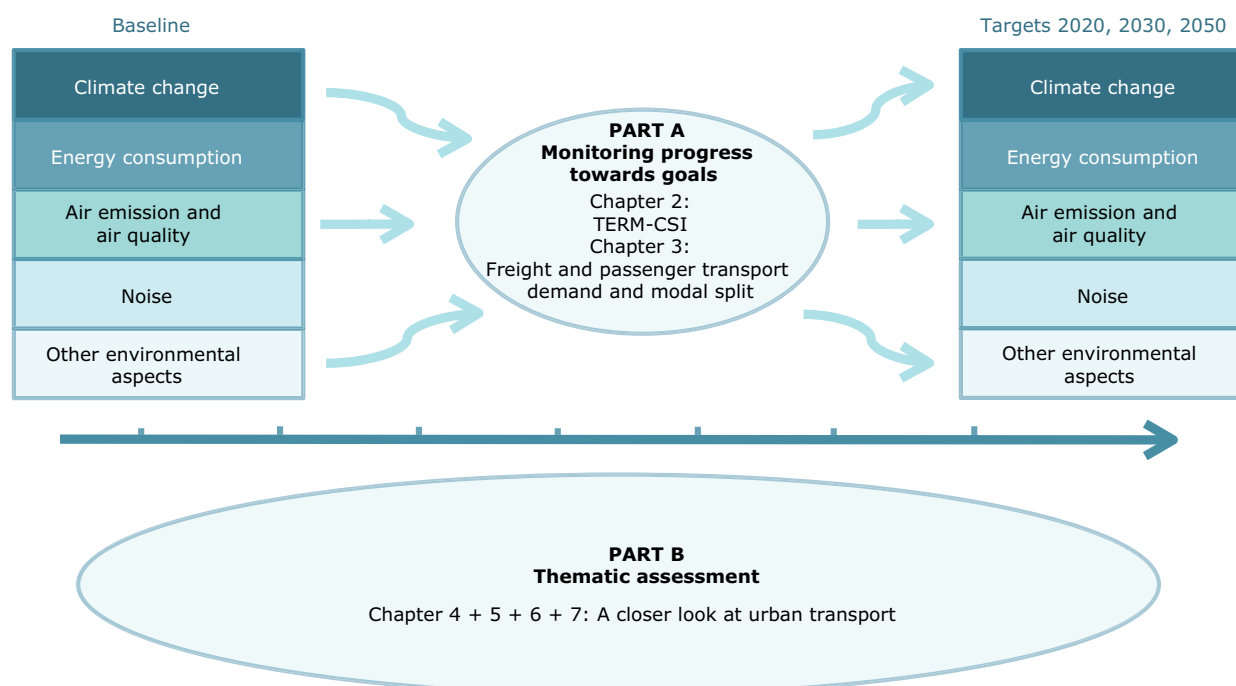 Baseline
Climate change
Energy consumption
Air emission and
air quality
Noise
Other environmental
aspects
PART A
Monitoring progress
towards goals
Chapter 2:
TERM-CSI
Chapter 3:
Freight and passenger transport
demand and modal split
Targets 2020, 2030, 2050
Climate change
Energy consumption
Air emission and
air quality
Noise
Other environmental
aspects
PART B
Thematic assessment
Chapter 4 + 5 + 6 + 7: A closer look at urban transport